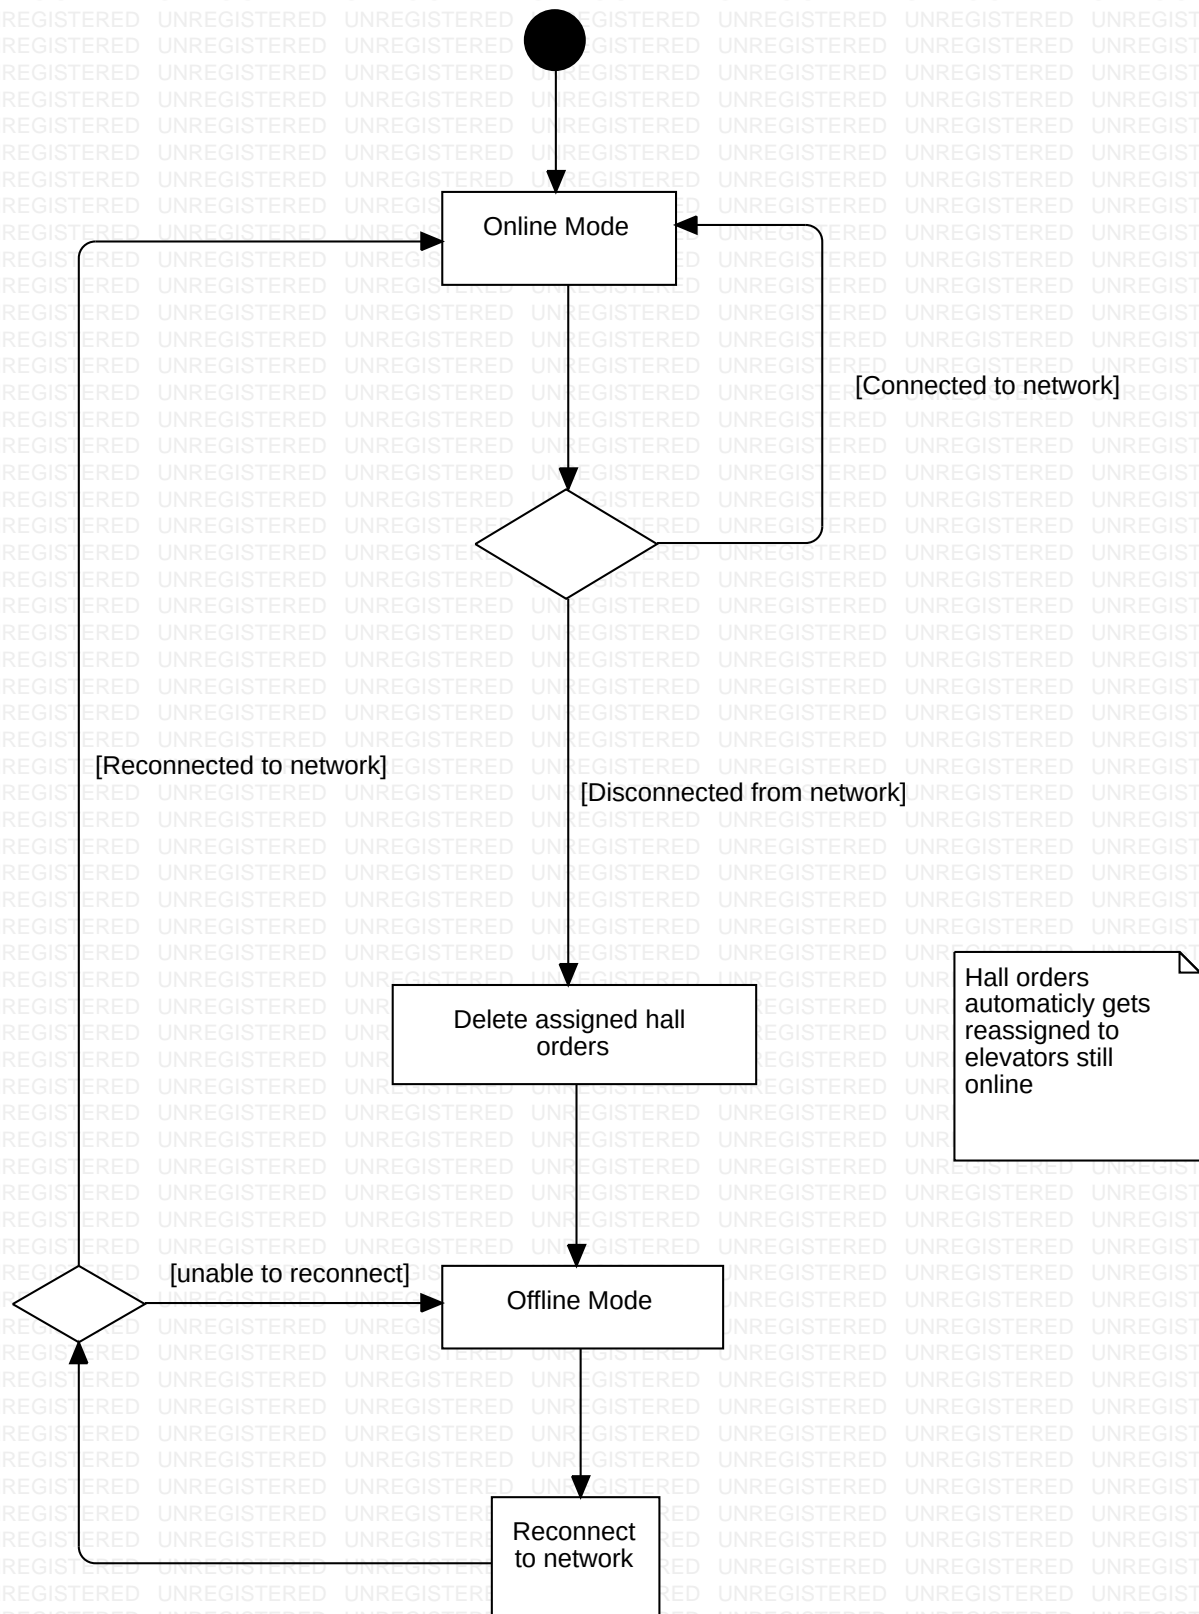 Online Mode
[Connected to network]
[Reconnected to network]
[Disconnected from network]
Hall orders
automaticly gets
reassigned to
elevators still
online
Delete assigned hall
orders
[unable to reconnect]
Offline Mode
Reconnect
to network
UNREGISTERED